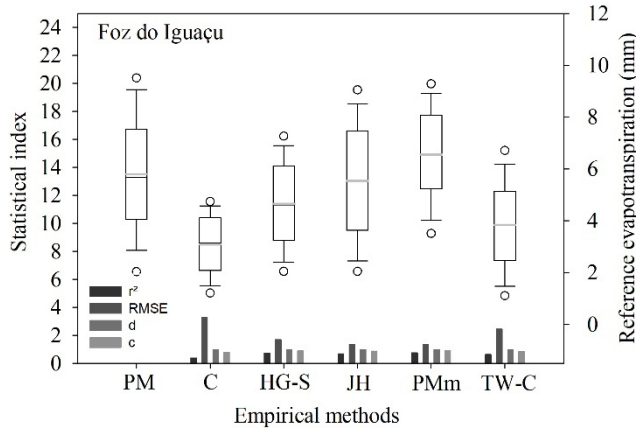 Foz do Iguaçu
Statistical index
24
22
20
18
16
14
12
10
8
6
4
2
0
r²
RMSE
d
c
12
10
8
6
4
2
0
Reference evapotranspiration (mm)
PM C HG-S JH PMm TW-C
Empirical methods